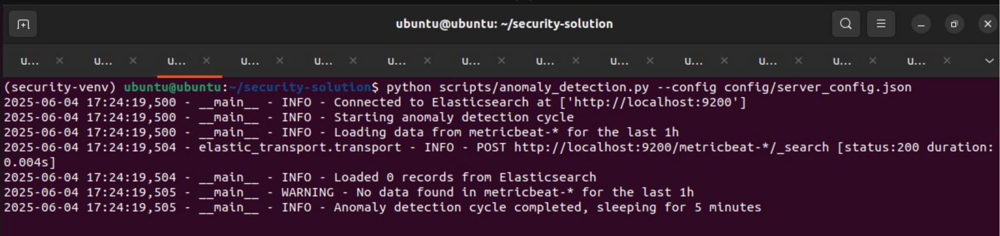 ubuntu@ubuntu: ~/security-solution
u... u... u... u... u... u... u... u... u... u... u... u... u...
(security-venv) ubuntu@ubuntu:~/security-solution$ python scripts/anomaly_detection.py --config config/server_config.json
2025-06-04 17:24:19,500 - __main__ - INFO - Connected to Elasticsearch at ['http://localhost:9200']
2025-06-04 17:24:19,500 - __main__ - INFO - Starting anomaly detection cycle
2025-06-04 17:24:19,500 - __main__ - INFO - Loading data from metricbeat-* for the last 1h
2025-06-04 17:24:19,504 - elastic_transport.transport - INFO - POST http://localhost:9200/metricbeat-*/_search [status:200 duration:
0.004s]
2025-06-04 17:24:19,504 - __main__ - INFO - Loaded 0 records from Elasticsearch
2025-06-04 17:24:19,505 - __main__ - WARNING - No data found in metricbeat-* for the last 1h
2025-06-04 17:24:19,505 - __main__ - INFO - Anomaly detection cycle completed, sleeping for 5 minutes